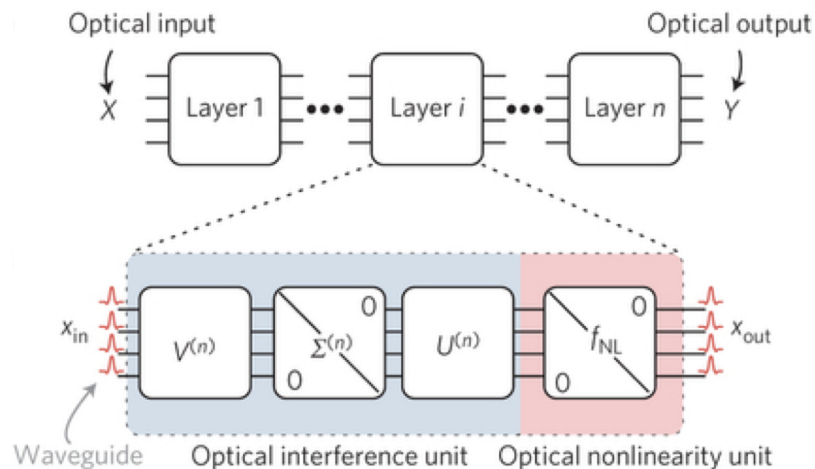 Optical input
Optical output
X
Layer 1
•••
Layer i
•••
Layer n
Y
x_in
V^(n)
0
Σ^(n)
0
U^(n)
0
f_NL
0
x_out
Waveguide
Optical interference unit
Optical nonlinearity unit